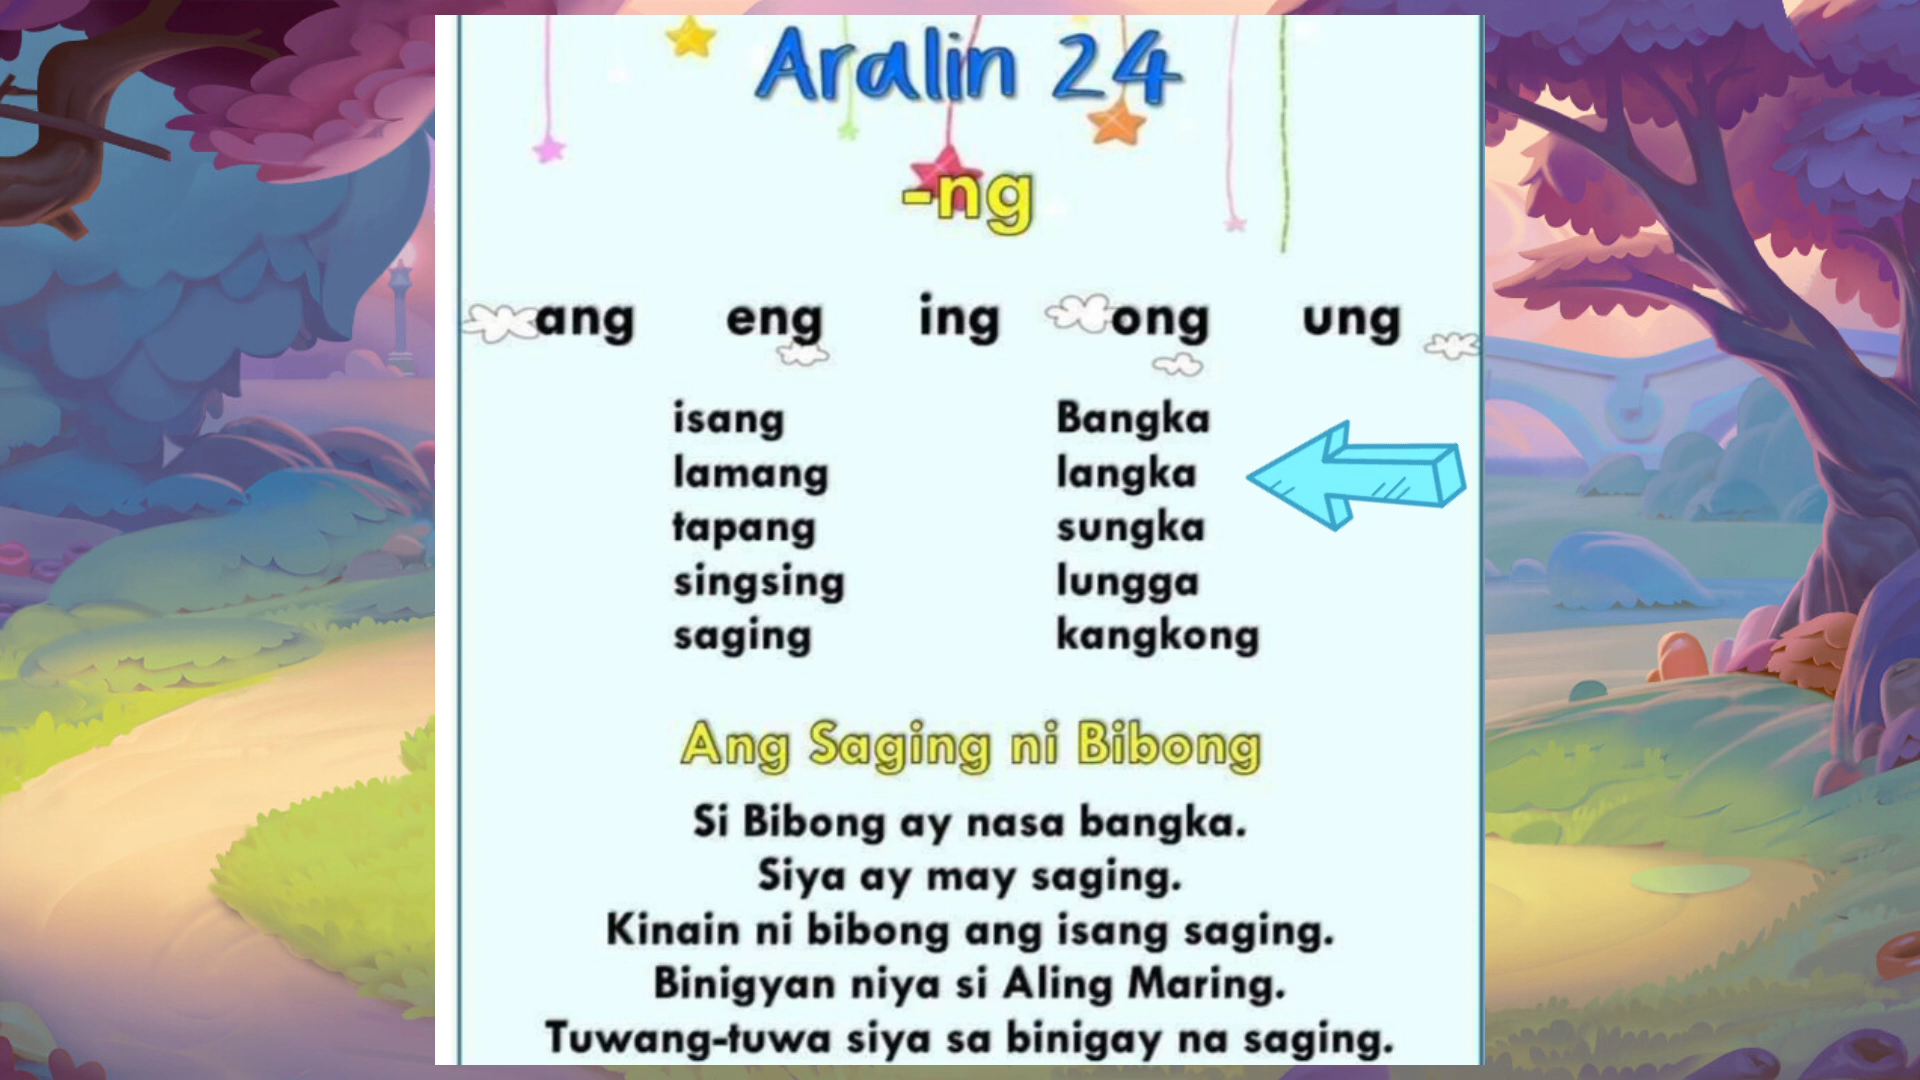 Aralin 24
-ng
ang eng ing ong ung
isang Bangka
lamang langka
tapang sungka
singsing lungga
saging kangkong
Ang Saging ni Bibong
Si Bibong ay nasa bangka.
Siya ay may saging.
Kinain ni bibong ang isang saging.
Binigyan niya si Aling Maring.
Tuwang-tuwa siya sa binigay na saging.